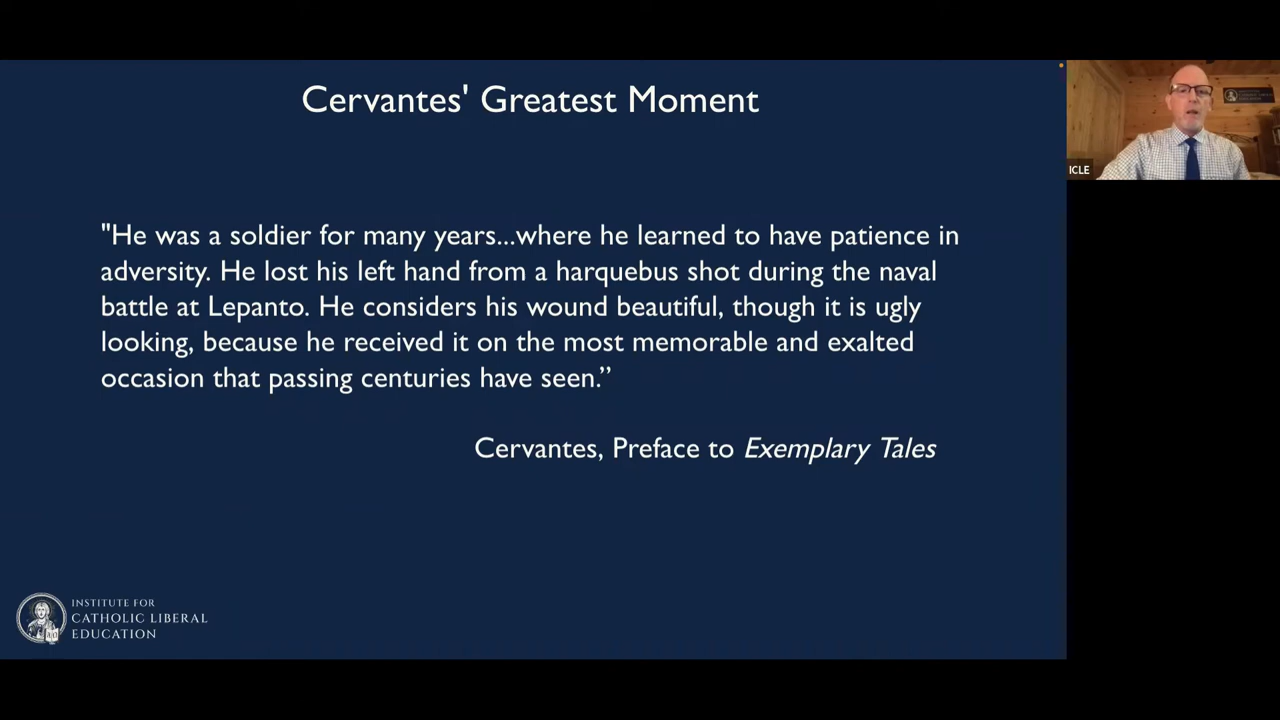 Cervantes' Greatest Moment
"He was a soldier for many years...where he learned to have patience in
adversity. He lost his left hand from a harquebus shot during the naval
battle at Lepanto. He considers his wound beautiful, though it is ugly
looking, because he received it on the most memorable and exalted
occasion that passing centuries have seen.”
Cervantes, Preface to Exemplary Tales
INSTITUTE FOR
CATHOLIC LIBERAL
EDUCATION
ICLE